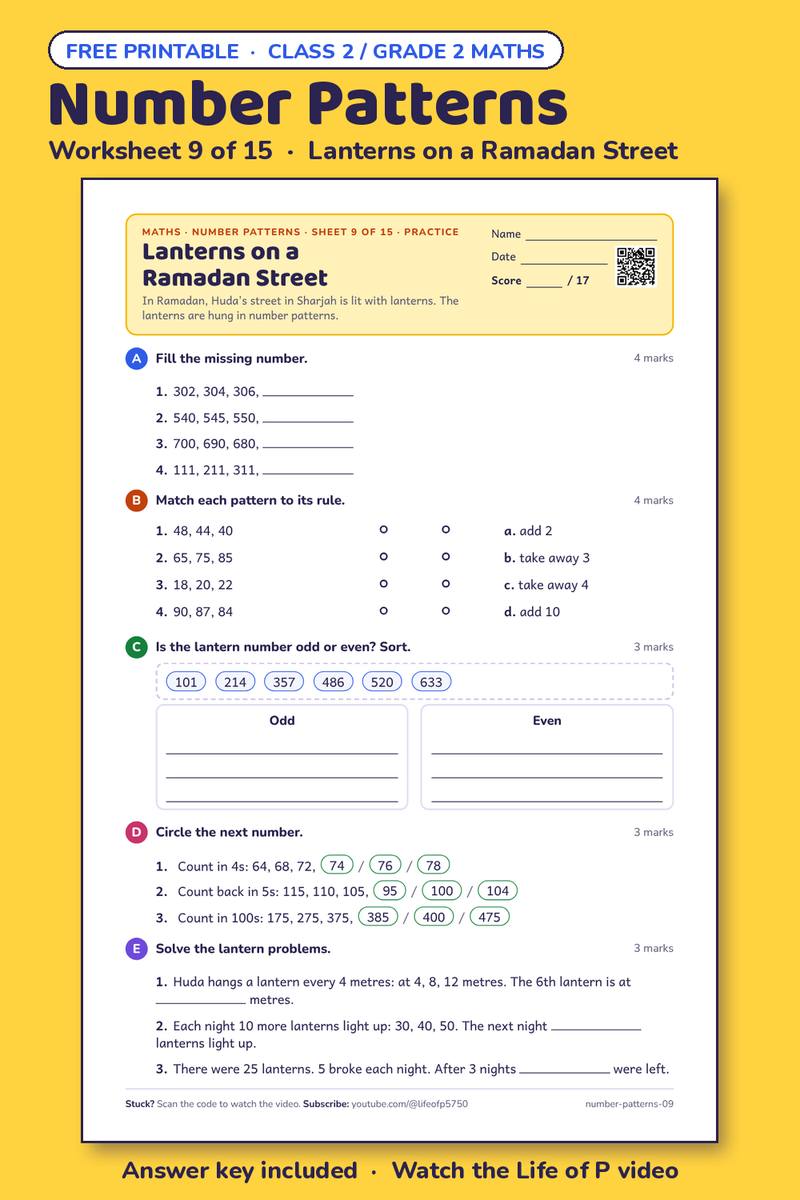 FREE PRINTABLE · CLASS 2 / GRADE 2 MATHS
Number Patterns
Worksheet 9 of 15 · Lanterns on a Ramadan Street
MATHS · NUMBER PATTERNS · SHEET 9 OF 15 · PRACTICE
Lanterns on a
Ramadan Street
In Ramadan, Huda's street in Sharjah is lit with lanterns. The
lanterns are hung in number patterns.
Name ____________
Date ____________
Score _____ / 17
A Fill the missing number. 4 marks
1. 302, 304, 306, ____________
2. 540, 545, 550, ____________
3. 700, 690, 680, ____________
4. 111, 211, 311, ____________
B Match each pattern to its rule. 4 marks
1. 48, 44, 40 a. add 2
2. 65, 75, 85 b. take away 3
3. 18, 20, 22 c. take away 4
4. 90, 87, 84 d. add 10
C Is the lantern number odd or even? Sort. 3 marks
101 214 357 486 520 633
Odd Even
D Circle the next number. 3 marks
1. Count in 4s: 64, 68, 72, 74 / 76 / 78
2. Count back in 5s: 115, 110, 105, 95 / 100 / 104
3. Count in 100s: 175, 275, 375, 385 / 400 / 475
E Solve the lantern problems. 3 marks
1. Huda hangs a lantern every 4 metres: at 4, 8, 12 metres. The 6th lantern is at
____________ metres.
2. Each night 10 more lanterns light up: 30, 40, 50. The next night ____________
lanterns light up.
3. There were 25 lanterns. 5 broke each night. After 3 nights ____________ were left.
Stuck? Scan the code to watch the video. Subscribe: youtube.com/@lifeofp5750 number-patterns-09
Answer key included · Watch the Life of P video